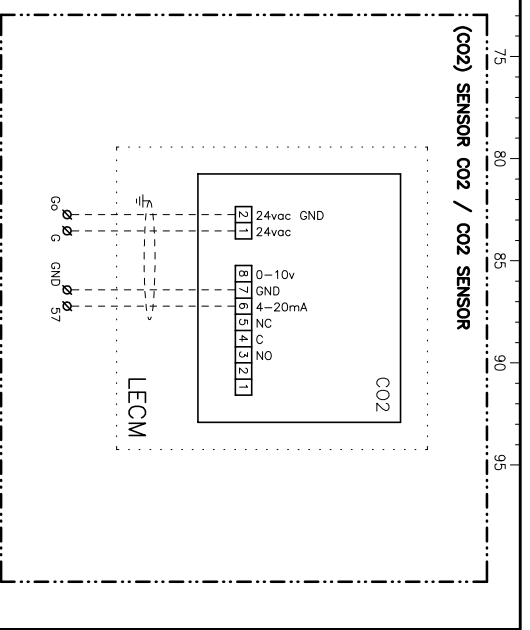 75
80
85
90
95
(CO2) SENSOR CO2 / CO2 SENSOR
CO2
2 24vac GND
1 24vac
8 0-10v
7 GND
6 4-20mA
5 NC
4 C
3 NO
2
1
LECM
Go
G
GND
57